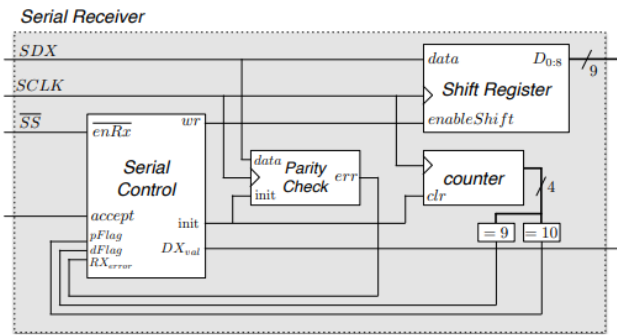 Serial Receiver
SDX
data
D0:8
9
SCLK
Shift Register
SS
enRx
wr
enableShift
Serial Control
data
Parity Check
err
init
counter
clr
4
accept
init
pFlag
dFlag
RXerror
DXval
= 9
= 10